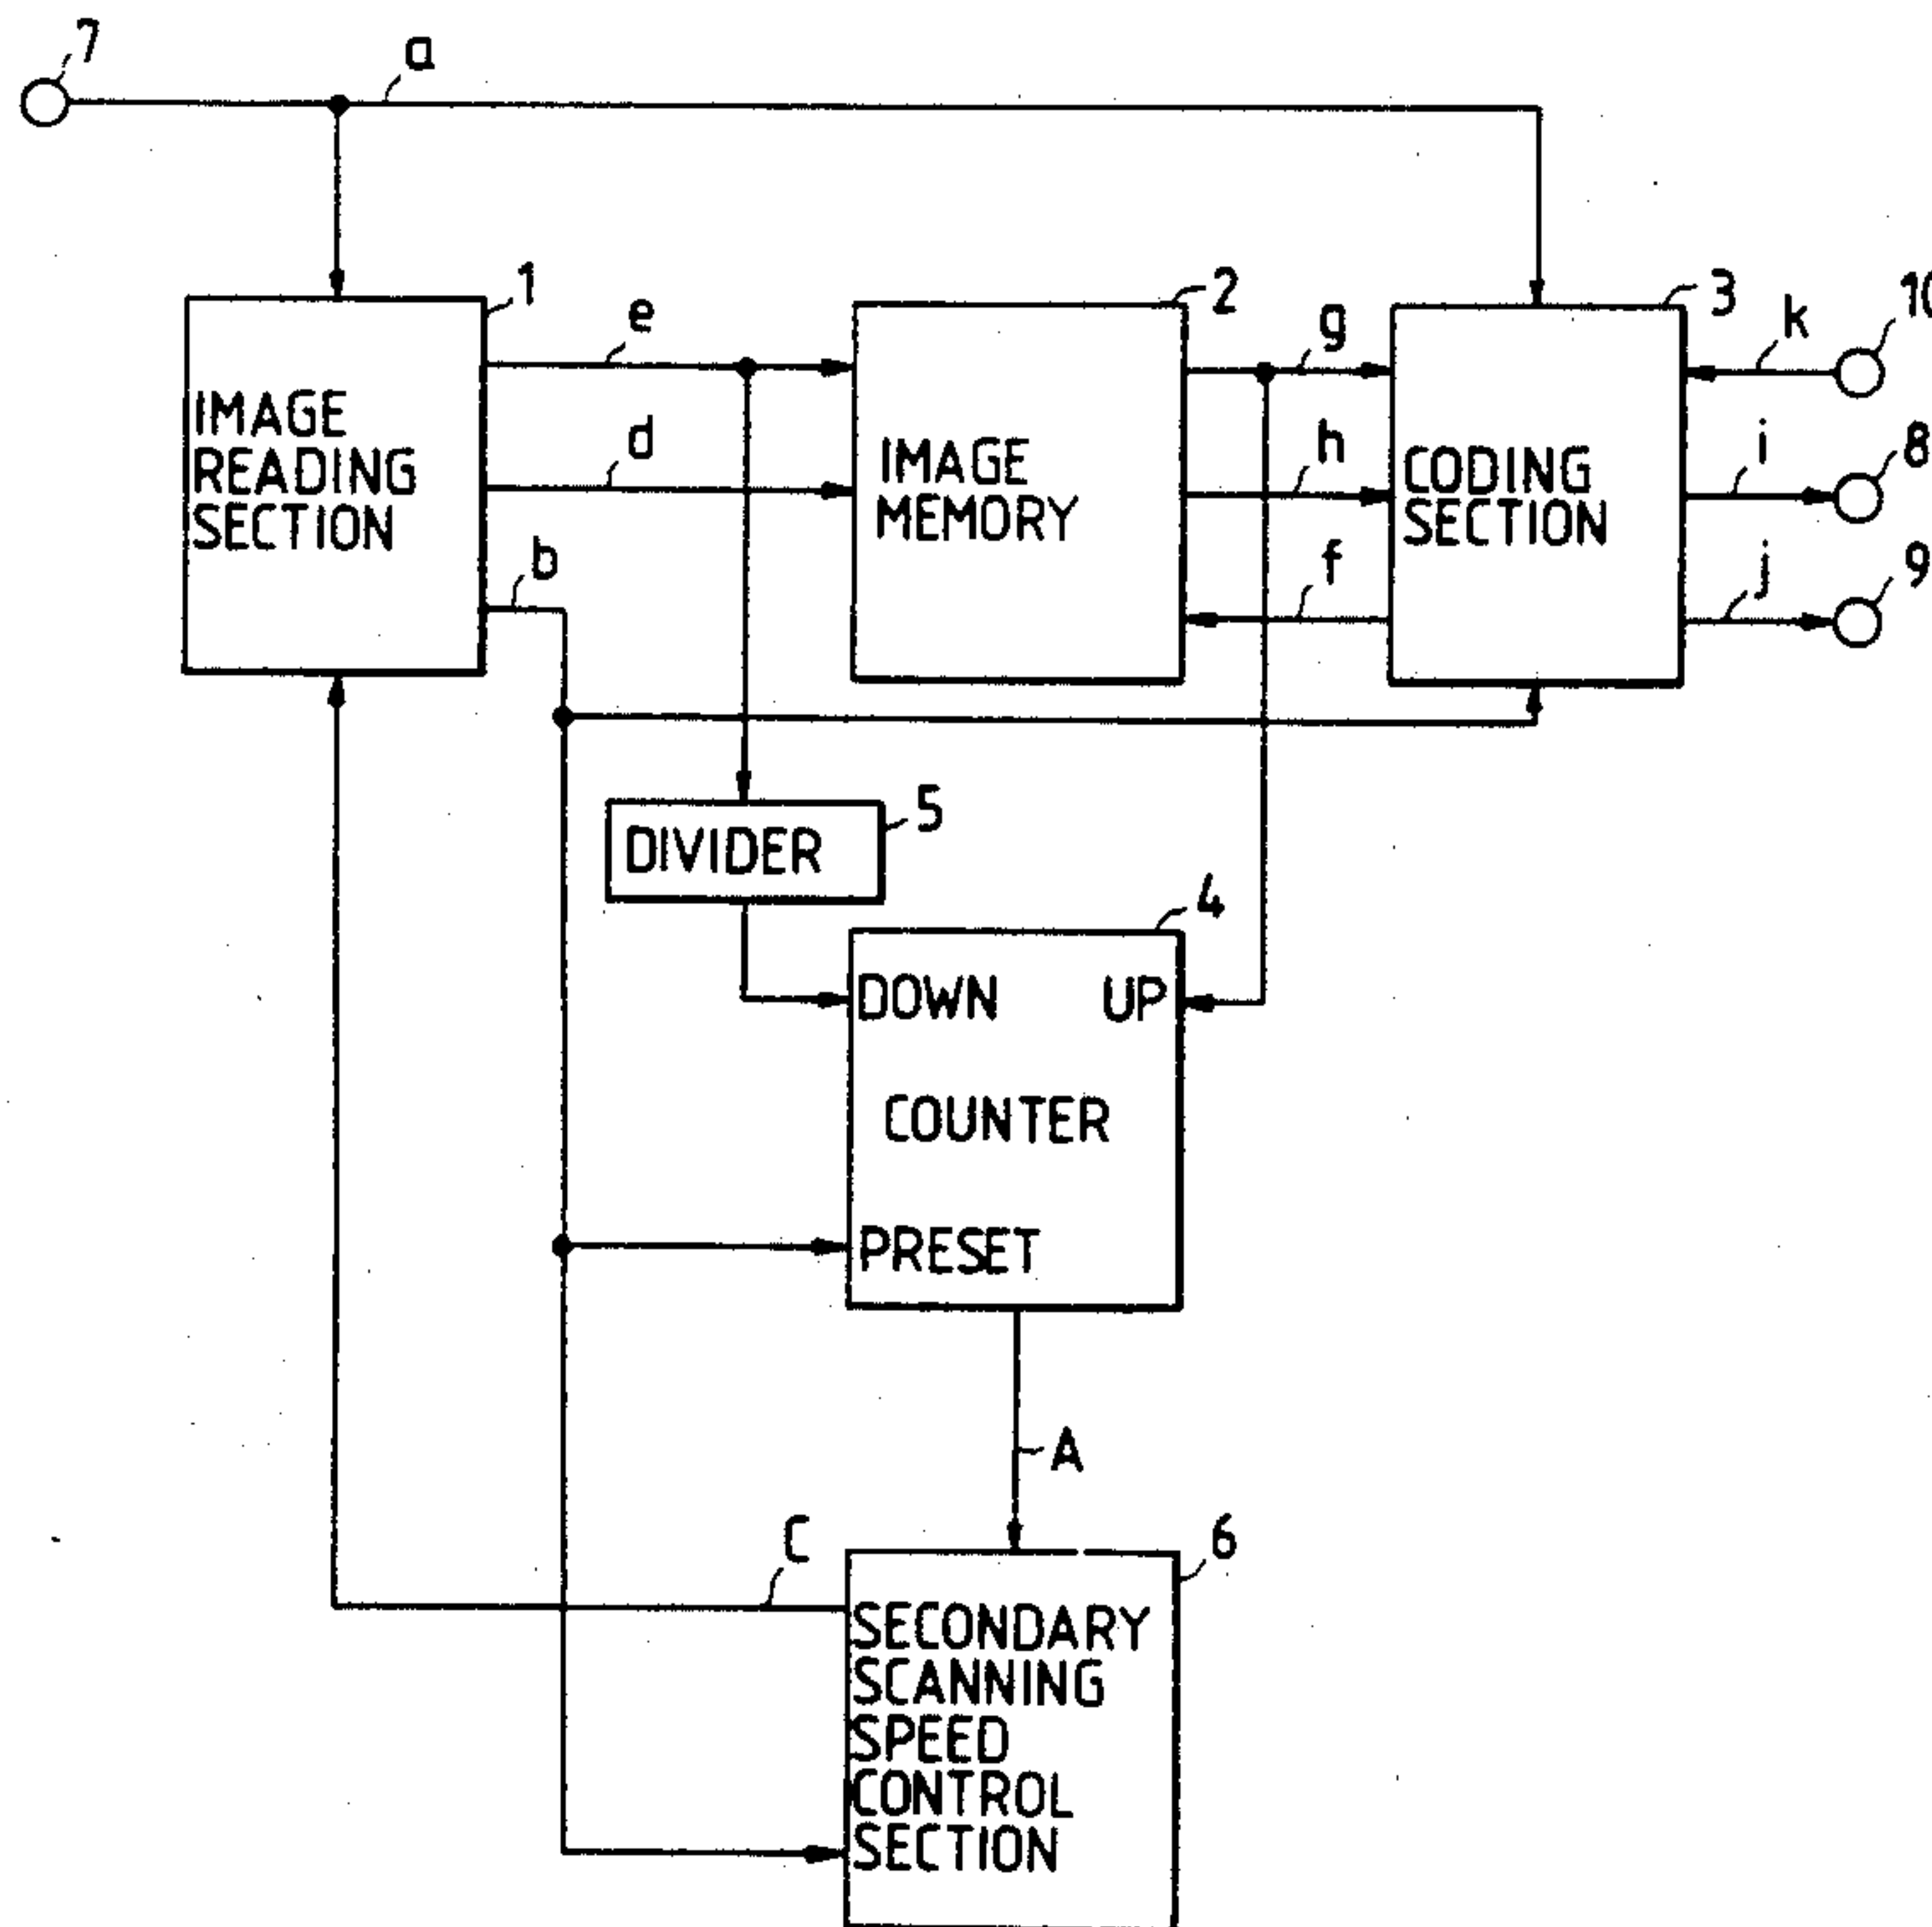 7
a
1
e
2
g
3
k
10
IMAGE
READING
SECTION
d
IMAGE
MEMORY
h
CODING
SECTION
i
8
b
f
j
9
DIVIDER
5
4
DOWN
UP
COUNTER
PRESET
A
C
6
SECONDARY
SCANNING
SPEED
CONTROL
SECTION